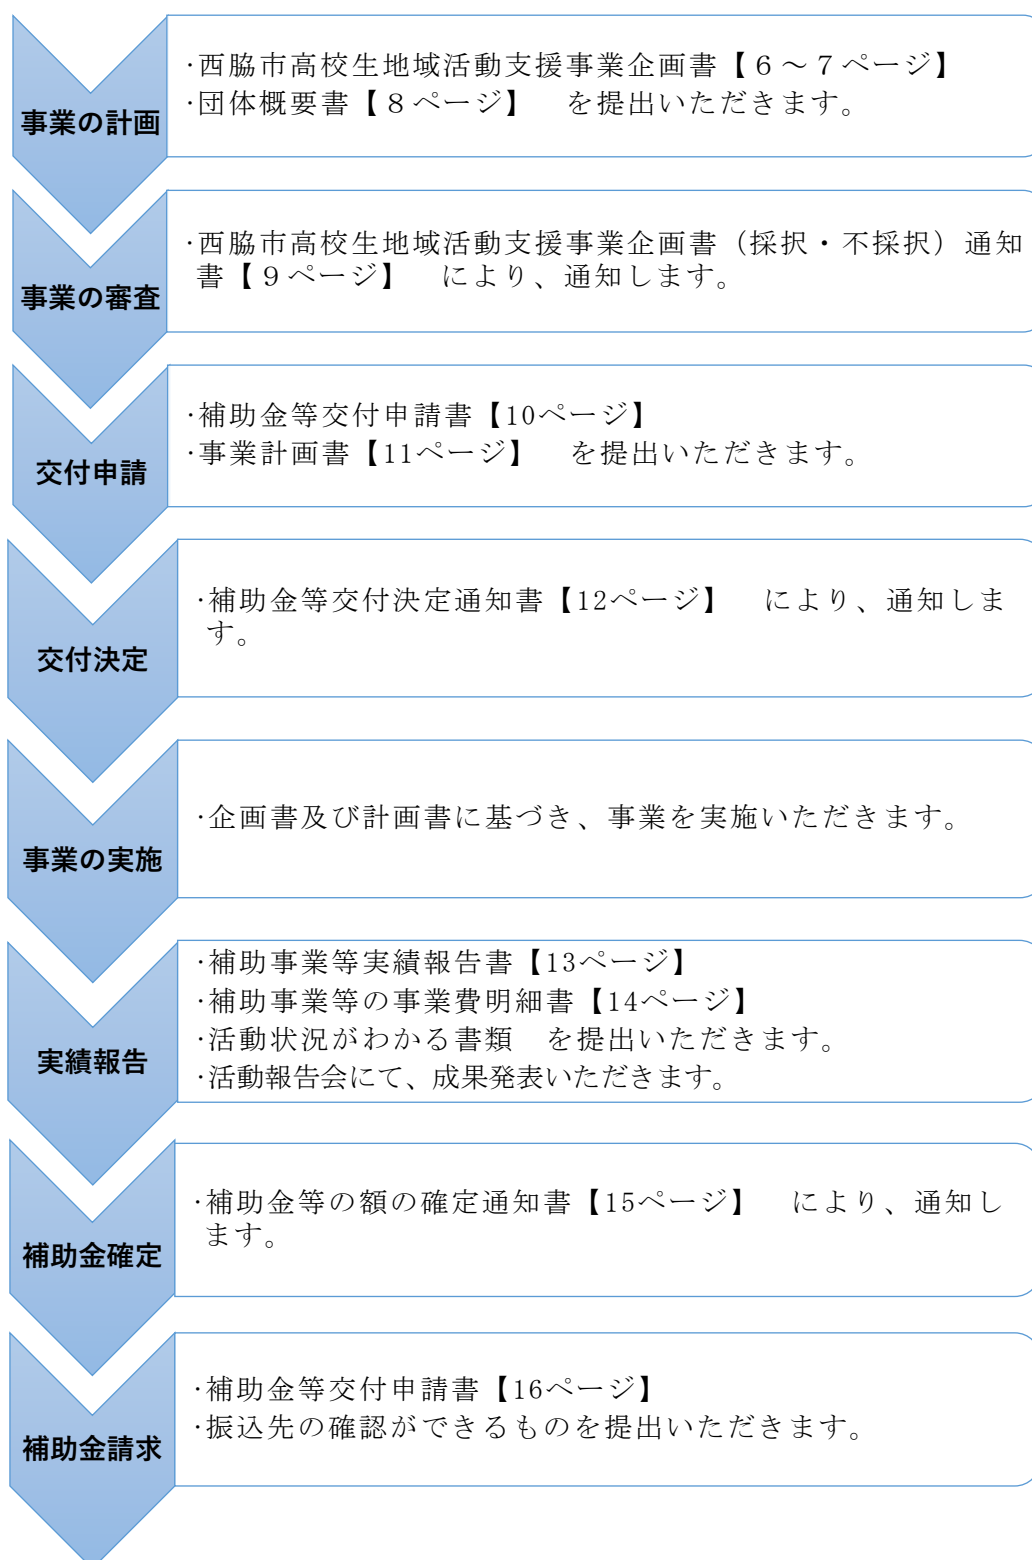 事業の計画
·西脇市高校生地域活動支援事業企画書【６～７ページ】
·団体概要書【８ページ】　を提出いただきます。
事業の審査
·西脇市高校生地域活動支援事業企画書（採択・不採択）通知
書【９ページ】　により、通知します。
交付申請
·補助金等交付申請書【10ページ】
·事業計画書【11ページ】　を提出いただきます。
交付決定
·補助金等交付決定通知書【12ページ】　により、通知しま
す。
事業の実施
·企画書及び計画書に基づき、事業を実施いただきます。
実績報告
·補助事業等実績報告書【13ページ】
·補助事業等の事業費明細書【14ページ】
·活動状況がわかる書類　を提出いただきます。
·活動報告会にて、成果発表いただきます。
補助金確定
·補助金等の額の確定通知書【15ページ】　により、通知し
ます。
補助金請求
·補助金等交付申請書【16ページ】
·振込先の確認ができるものを提出いただきます。